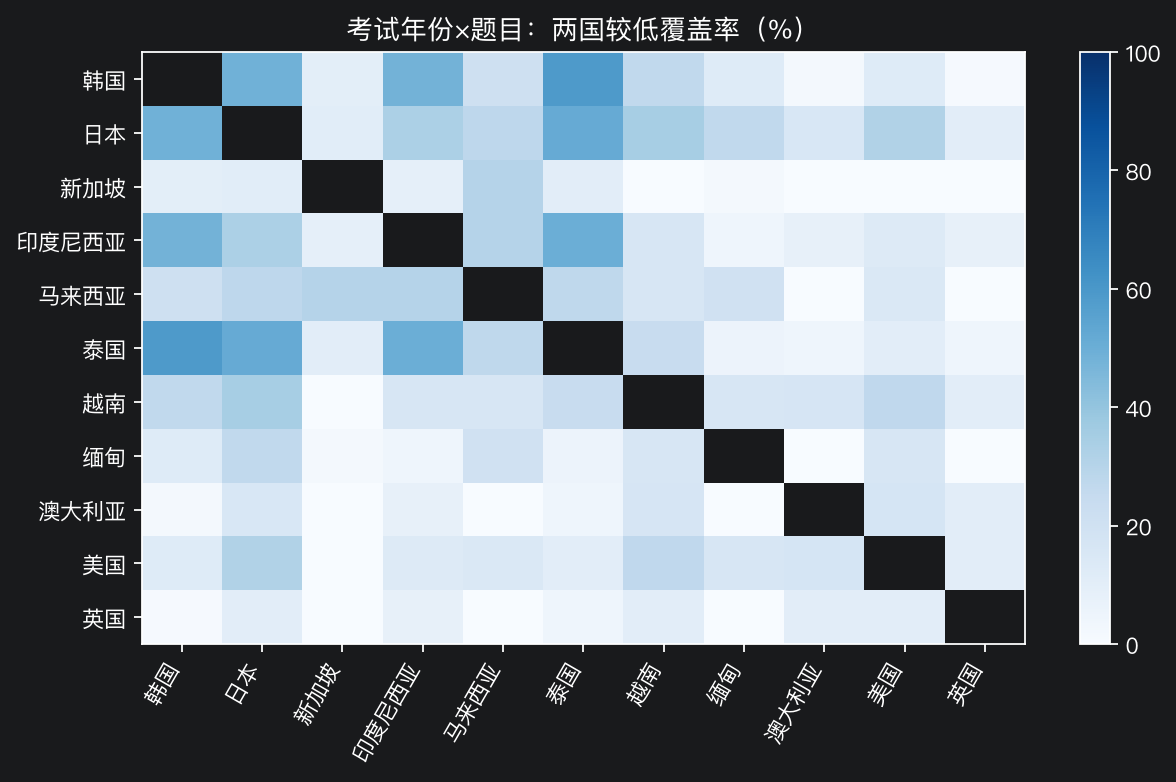 考试年份×题目：两国较低覆盖率（%）
韩国
日本
新加坡
印度尼西亚
马来西亚
泰国
越南
缅甸
澳大利亚
美国
英国
韩国
日本
新加坡
印度尼西亚
马来西亚
泰国
越南
缅甸
澳大利亚
美国
英国
100
80
60
40
20
0